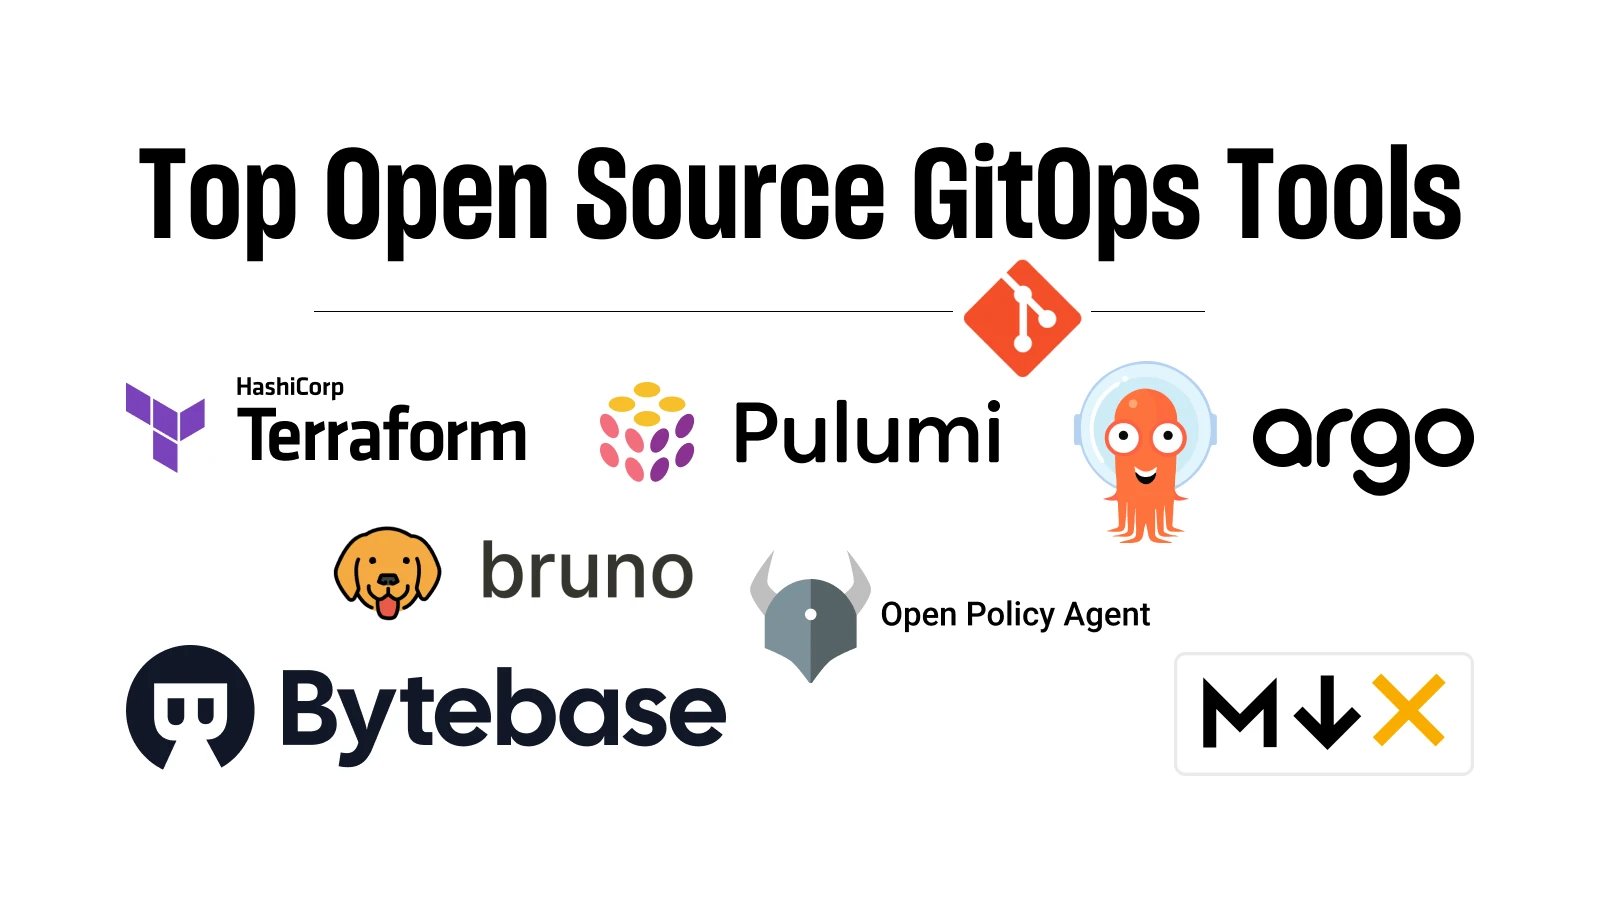 Top Open Source GitOps Tools
HashiCorp
Terraform
Pulumi
argo
bruno
Open Policy Agent
Bytebase
M↓X